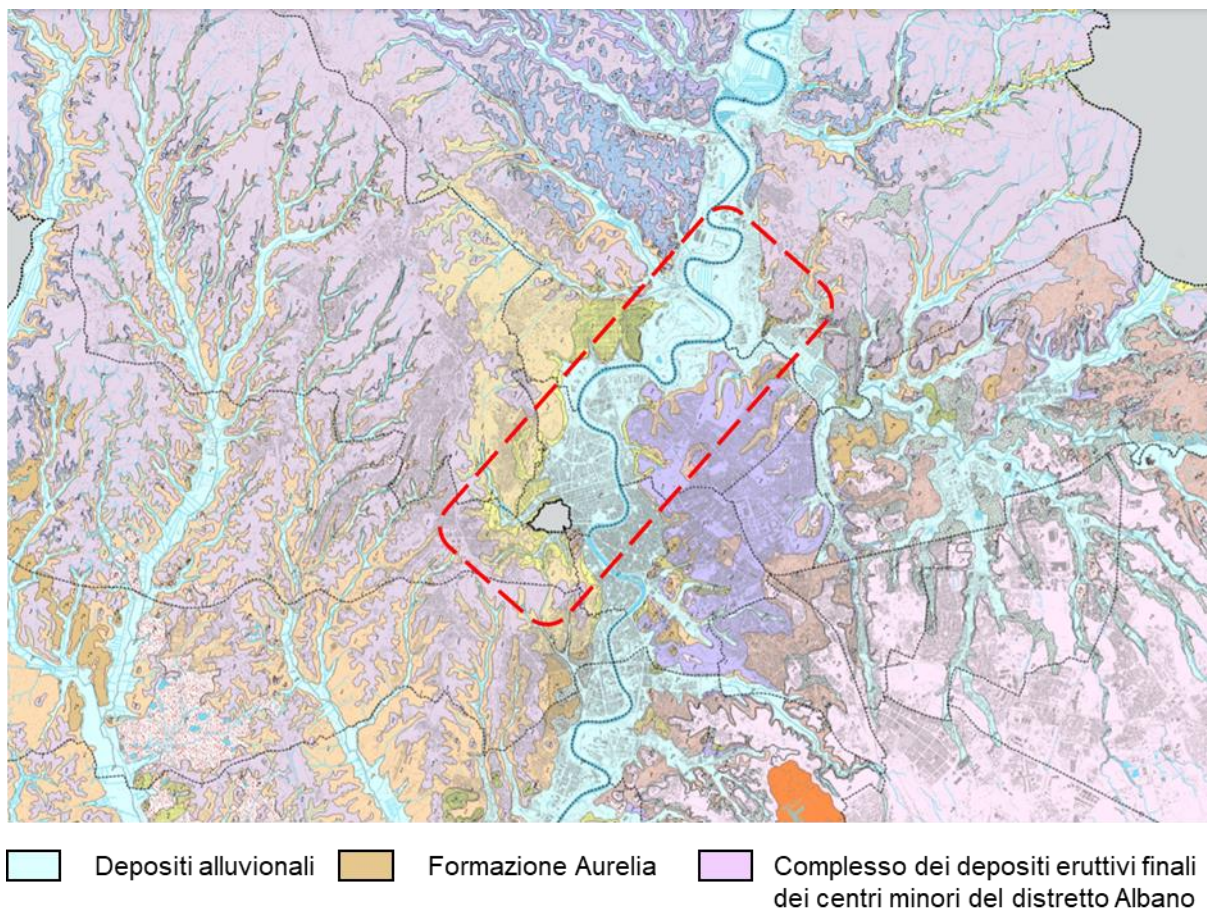 Depositi alluvionali
Formazione Aurelia
Complesso dei depositi eruttivi finali
dei centri minori del distretto Albano